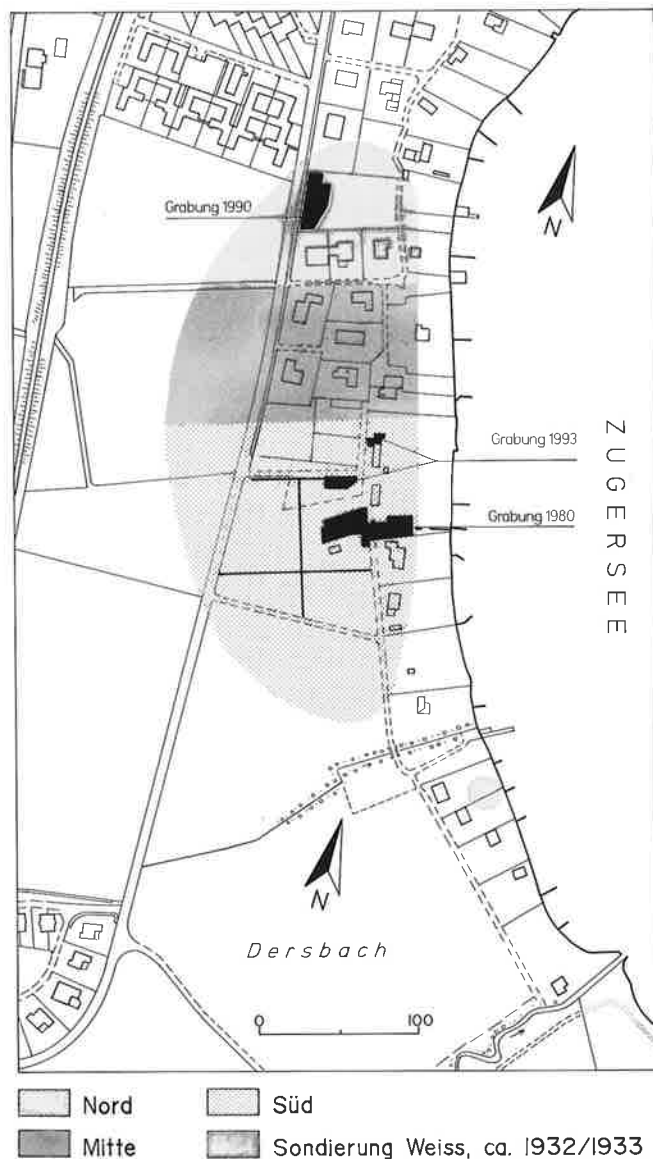 Grabung 1990
N
Grabung 1993
Grabung 1980
ZUGERSEE
N
Dersbach
0 100
Nord Süd
Mitte Sondierung Weiss, ca. 1932/1933